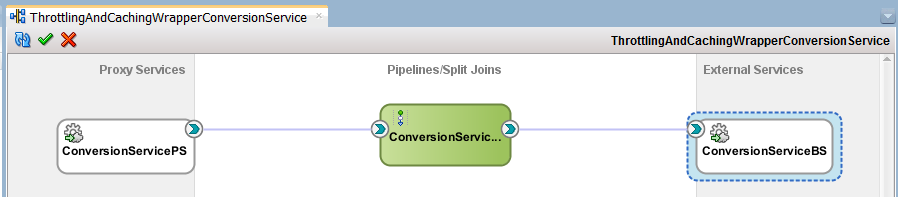 ThrottlingAndCachingWrapperConversionService
ThrottlingAndCachingWrapperConversionService
Proxy Services
Pipelines/Split Joins
External Services
ConversionServicePS
ConversionServic...
ConversionServiceBS